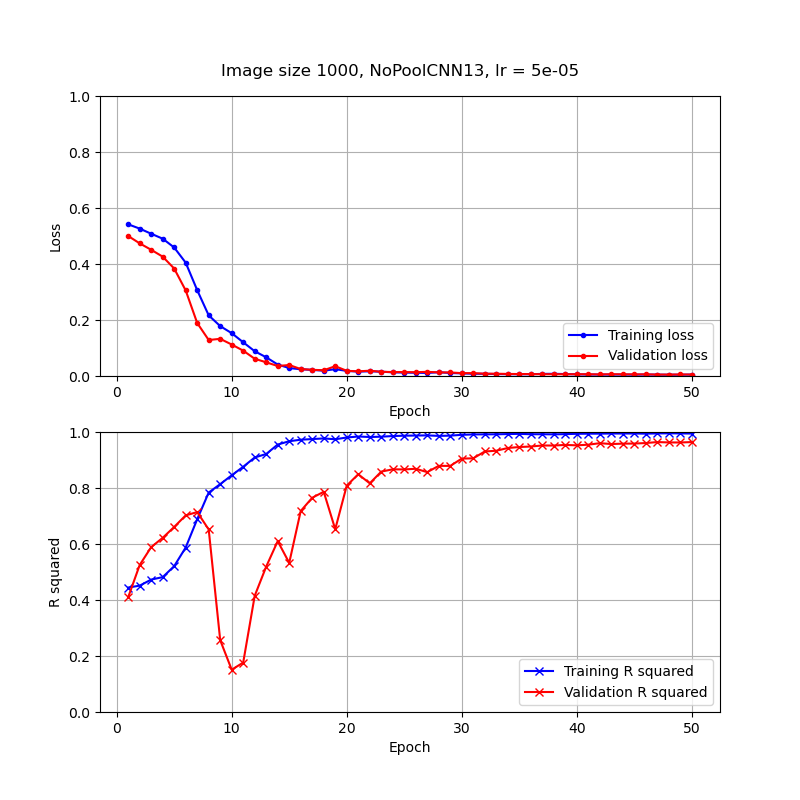 Image size 1000, NoPoolCNN13, lr = 5e-05
1.0
0.8
0.6
0.4
0.2
0.0
Loss
Training loss
Validation loss
0 10 20 30 40 50
Epoch
1.0
0.8
0.6
0.4
0.2
0.0
R squared
Training R squared
Validation R squared
0 10 20 30 40 50
Epoch